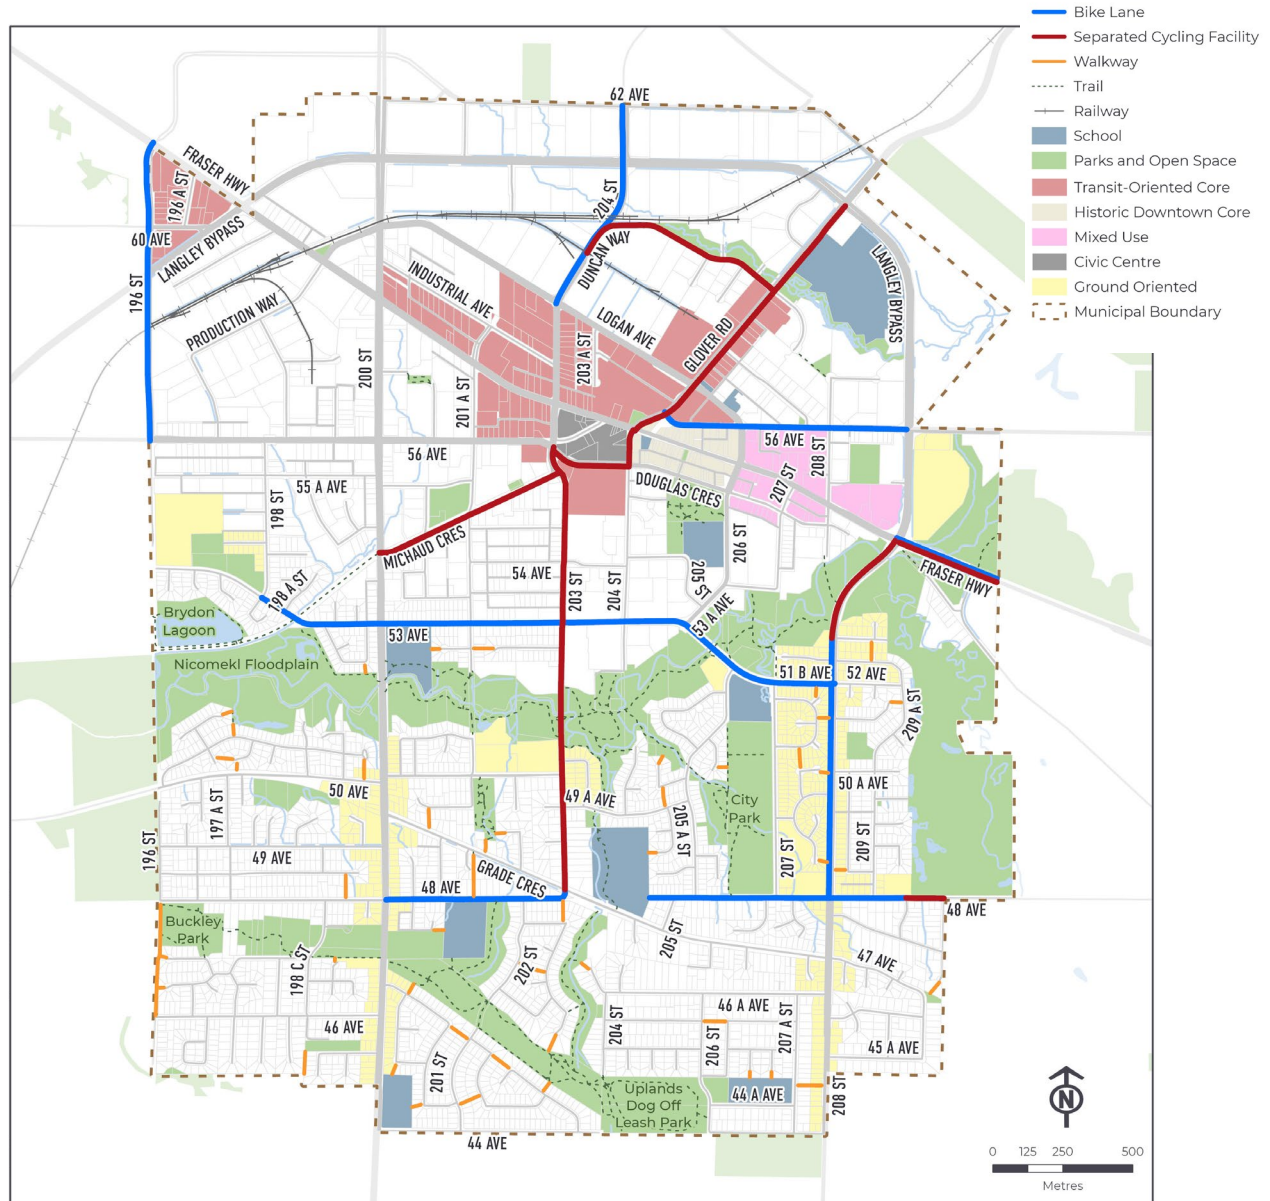 Bike Lane
Separated Cycling Facility
Walkway
Trail
Railway
School
Parks and Open Space
Transit-Oriented Core
Historic Downtown Core
Mixed Use
Civic Centre
Ground Oriented
Municipal Boundary
62 AVE
FRASER HWY
196 A ST
204 ST
60 AVE
LANGLEY BYPASS
DUNCAN WAY
LANGLEY BYPASS
196 ST
INDUSTRIAL AVE
PRODUCTION WAY
LOGAN AVE
GLOVER RD
200 ST
203 A ST
201 A ST
56 AVE
56 AVE
208 ST
207 ST
55 A AVE
198 ST
DOUGLAS CRES
MICHAUD CRES
206 ST
54 AVE
203 ST
204 ST
205 ST
FRASER HWY
198 A ST
Brydon
Lagoon
53 AVE
53 A AVE
Nicomekl Floodplain
51 B AVE
52 AVE
209 A ST
50 AVE
49 A AVE
50 A AVE
City
Park
197 A ST
205 A ST
196 ST
49 AVE
207 ST
209 ST
GRADE CRES
48 AVE
48 AVE
Buckley
Park
205 ST
47 AVE
198 C ST
202 ST
46 A AVE
46 AVE
204 ST
206 ST
207 A ST
45 A AVE
201 ST
Uplands
Dog Off
Leash Park
44 A AVE
208 ST
44 AVE
N
0 125 250 500
Metres